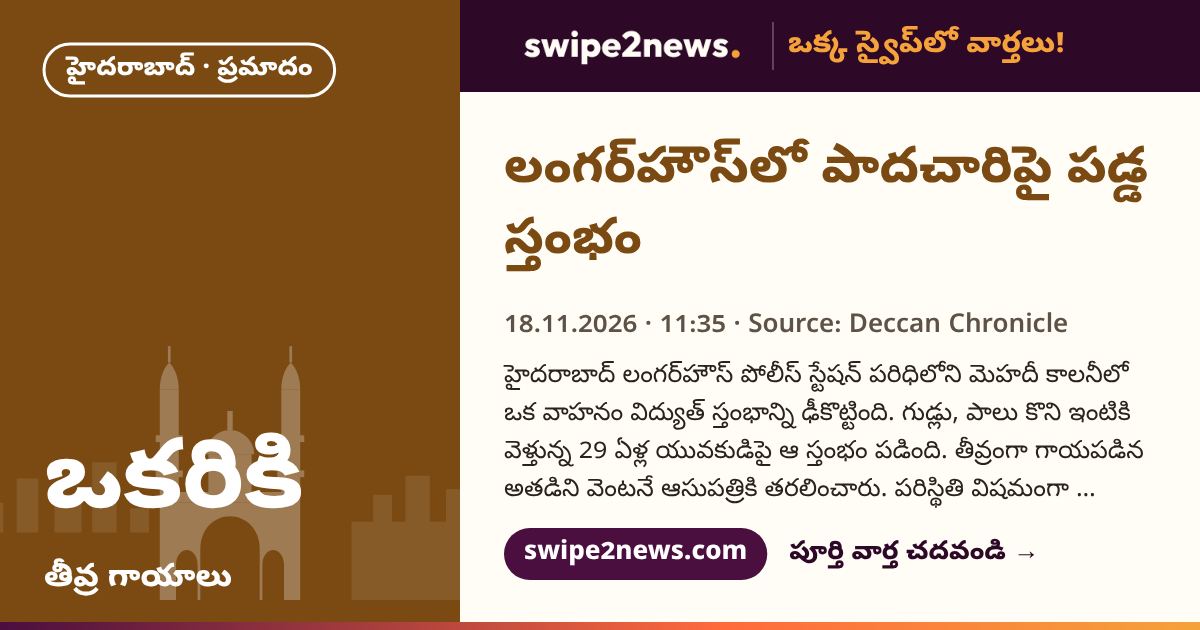 హైదరాబాద్ · ప్రమాదం
ఒకరికి
తీవ్ర గాయాలు
swipe2news.
ఒక్క స్వైప్‌లో వార్తలు!
లంగర్‌హౌస్‌లో పాదచారిపై పడ్డ
స్తంభం
18.11.2026 · 11:35 · Source: Deccan Chronicle
హైదరాబాద్ లంగర్‌హౌస్ పోలీస్ స్టేషన్ పరిధిలోని మెహదీ కాలనీలో
ఒక వాహనం విద్యుత్ స్తంభాన్ని ఢీకొట్టింది. గుడ్లు, పాలు కొని ఇంటికి
వెళ్తున్న 29 ఏళ్ల యువకుడిపై ఆ స్తంభం పడింది. తీవ్రంగా గాయపడిన
అతడిని వెంటనే ఆసుపత్రికి తరలించారు. పరిస్థితి విషమంగా ...
swipe2news.com
పూర్తి వార్త చదవండి →